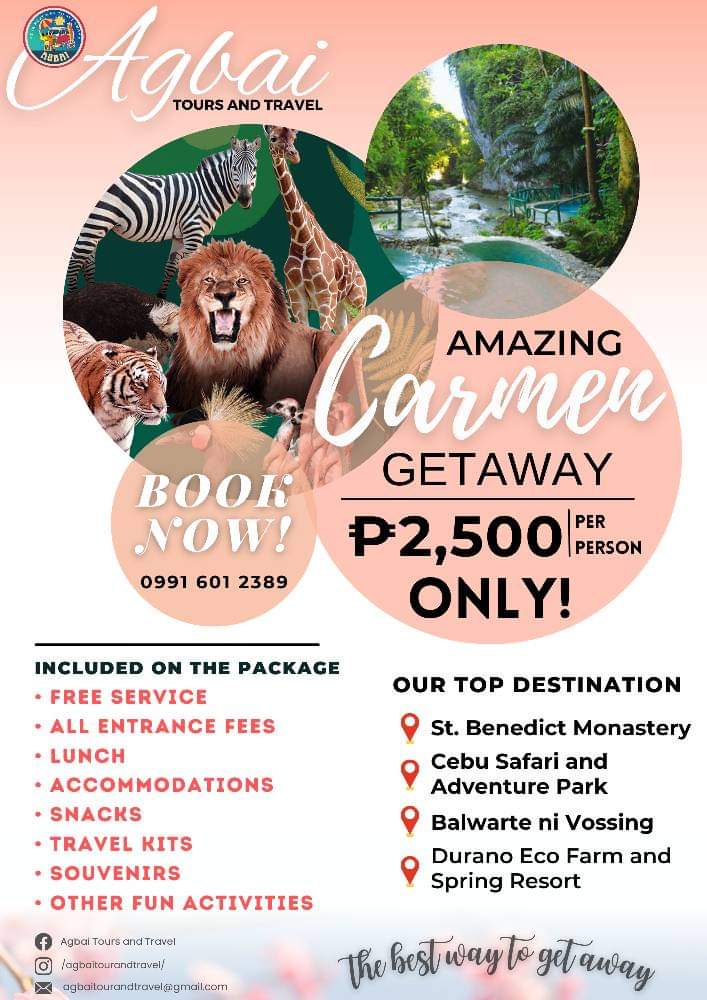 AGBAI
Agbai
TOURS AND TRAVEL
AMAZING
Carmen
GETAWAY
₱2,500
PER
PERSON
ONLY!
BOOK
NOW!
0991 601 2389
INCLUDED ON THE PACKAGE
• FREE SERVICE
• ALL ENTRANCE FEES
• LUNCH
• ACCOMMODATIONS
• SNACKS
• TRAVEL KITS
• SOUVENIRS
• OTHER FUN ACTIVITIES
OUR TOP DESTINATION
St. Benedict Monastery
Cebu Safari and
Adventure Park
Balwarte ni Vossing
Durano Eco Farm and
Spring Resort
Agbai Tours and Travel
/agbaitourandtravel/
agbaitourandtravel@gmail.com
The best way to get away